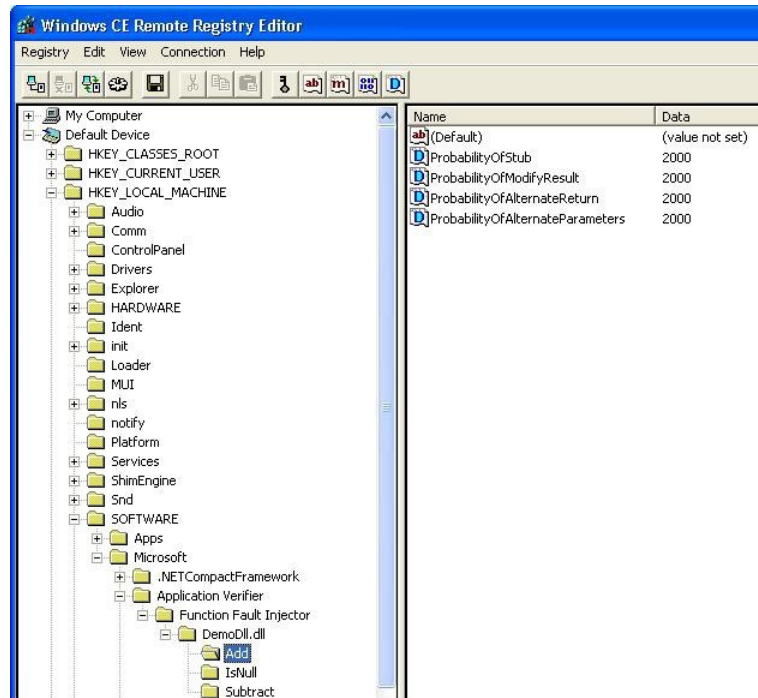 Windows CE Remote Registry Editor
Registry Edit View Connection Help
My Computer
Default Device
HKEY_CLASSES_ROOT
HKEY_CURRENT_USER
HKEY_LOCAL_MACHINE
Audio
Comm
ControlPanel
Drivers
Explorer
HARDWARE
Ident
init
Loader
MUI
nls
notify
Platform
Services
ShimEngine
Snd
SOFTWARE
Apps
Microsoft
.NETCompactFramework
Application Verifier
Function Fault Injector
DemoDll.dll
Add
IsNull
Subtract
Name Data
(Default) (value not set)
ProbabilityOfStub 2000
ProbabilityOfModifyResult 2000
ProbabilityOfAlternateReturn 2000
ProbabilityOfAlternateParameters 2000